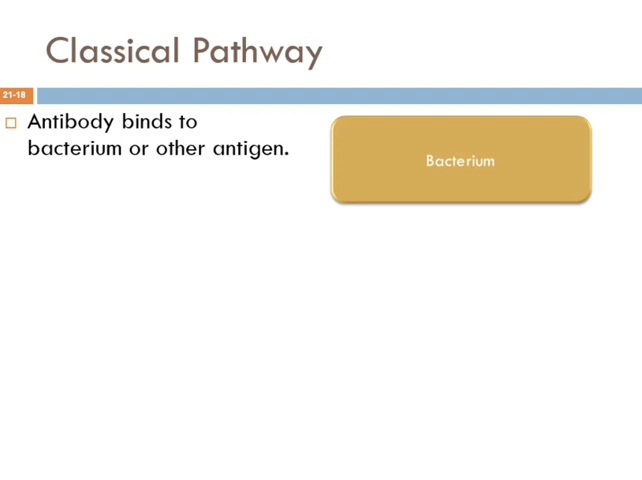 Classical Pathway
21-18
Antibody binds to
bacterium or other antigen.
Bacterium